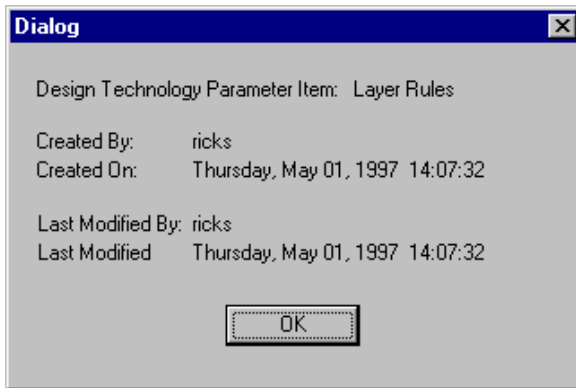 Dialog
Design Technology Parameter Item: Layer Rules
Created By: ricks
Created On: Thursday, May 01, 1997 14:07:32
Last Modified By: ricks
Last Modified Thursday, May 01, 1997 14:07:32
OK